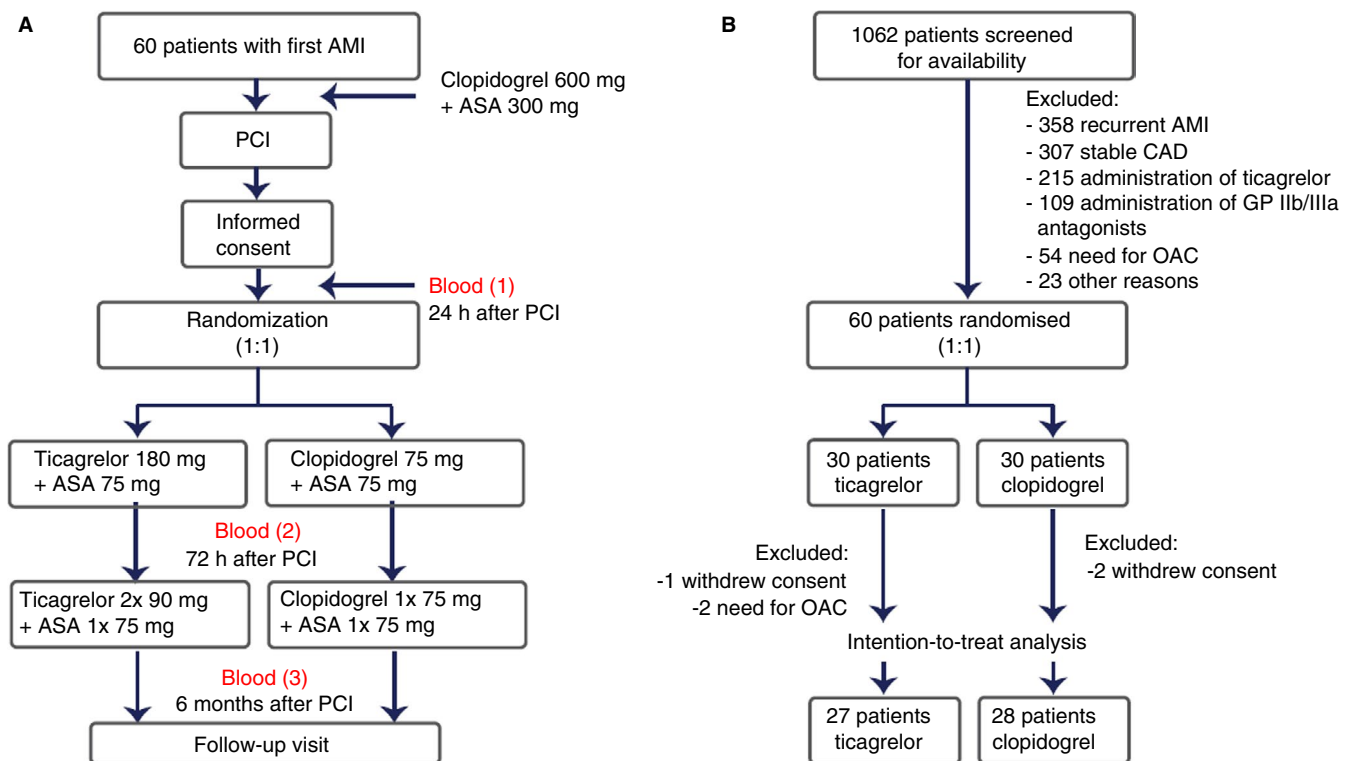 A
60 patients with first AMI
Clopidogrel 600 mg
+ ASA 300 mg
PCI
Informed
consent
Blood (1)
24 h after PCI
Randomization
(1:1)
Ticagrelor 180 mg
+ ASA 75 mg
Clopidogrel 75 mg
+ ASA 75 mg
Blood (2)
72 h after PCI
Ticagrelor 2x 90 mg
+ ASA 1x 75 mg
Clopidogrel 1x 75 mg
+ ASA 1x 75 mg
Blood (3)
6 months after PCI
Follow-up visit
B
1062 patients screened
for availability
Excluded:
- 358 recurrent AMI
- 307 stable CAD
- 215 administration of ticagrelor
- 109 administration of GP IIb/IIIa
antagonists
- 54 need for OAC
- 23 other reasons
60 patients randomised
(1:1)
30 patients
ticagrelor
30 patients
clopidogrel
Excluded:
-1 withdrew consent
-2 need for OAC
Excluded:
-2 withdrew consent
Intention-to-treat analysis
27 patients
ticagrelor
28 patients
clopidogrel